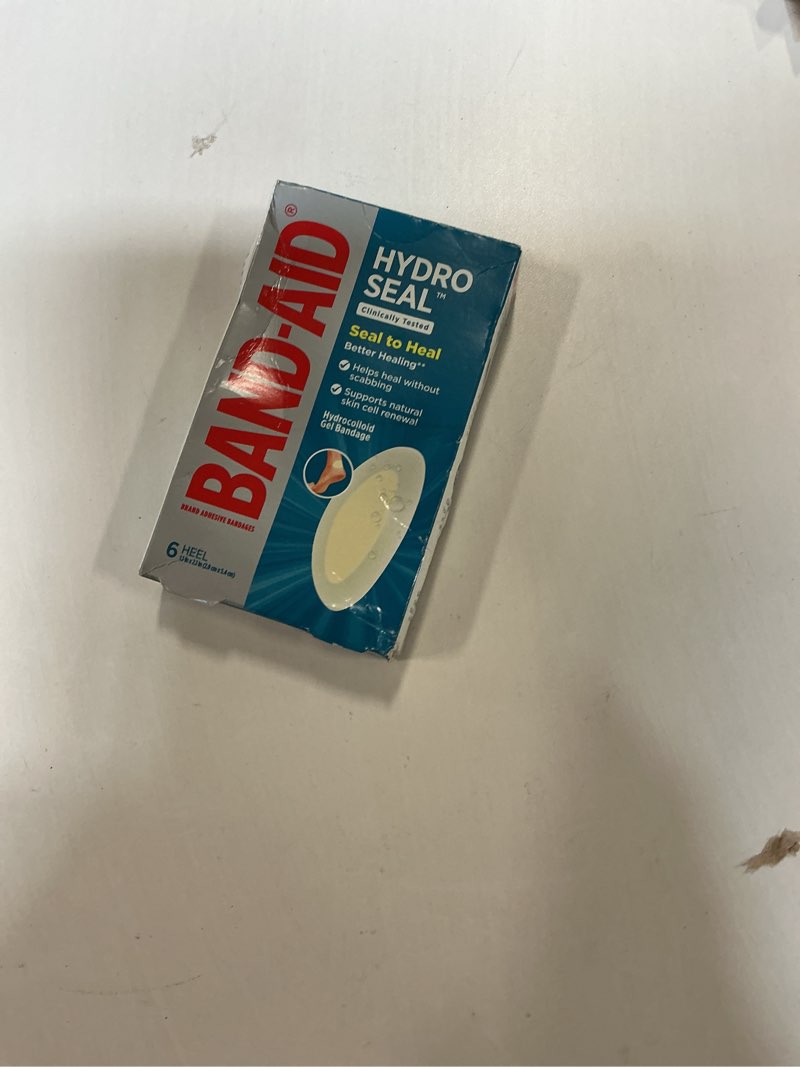 BAND-AID®
BRAND ADHESIVE BANDAGES
HYDRO
SEAL™
Clinically Tested
Seal to Heal
Better Healing**
Helps heal without
scabbing
Supports natural
skin cell renewal
Hydrocolloid
Gel Bandage
6 HEEL